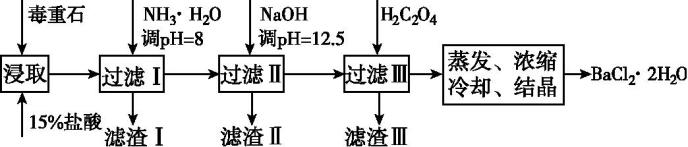 毒重石
NH₃· H₂O
调pH=8
NaOH
调pH=12.5
H₂C₂O₄
浸取
过滤Ⅰ
过滤Ⅱ
过滤Ⅲ
蒸发、浓缩
冷却、结晶
BaCl₂· 2H₂O
15%盐酸
滤渣Ⅰ
滤渣Ⅱ
滤渣Ⅲ